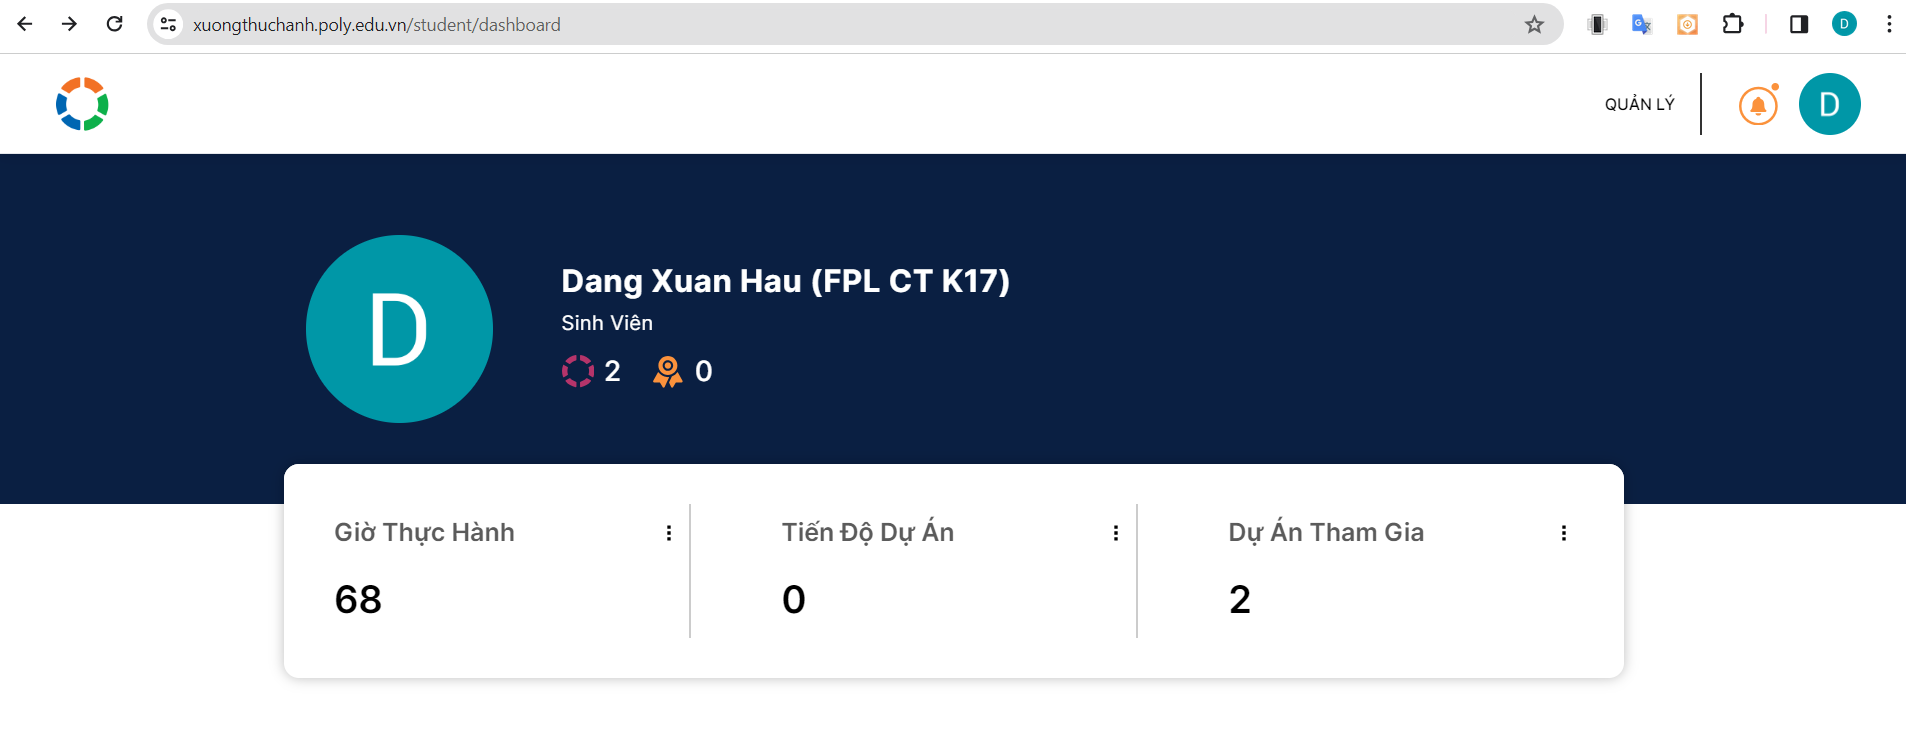 xuongthuchanh.poly.edu.vn/student/dashboard
D
QUẢN LÝ
D
D
Dang Xuan Hau (FPL CT K17)
Sinh Viên
2 0
Giờ Thực Hành
68
Tiến Độ Dự Án
0
Dự Án Tham Gia
2